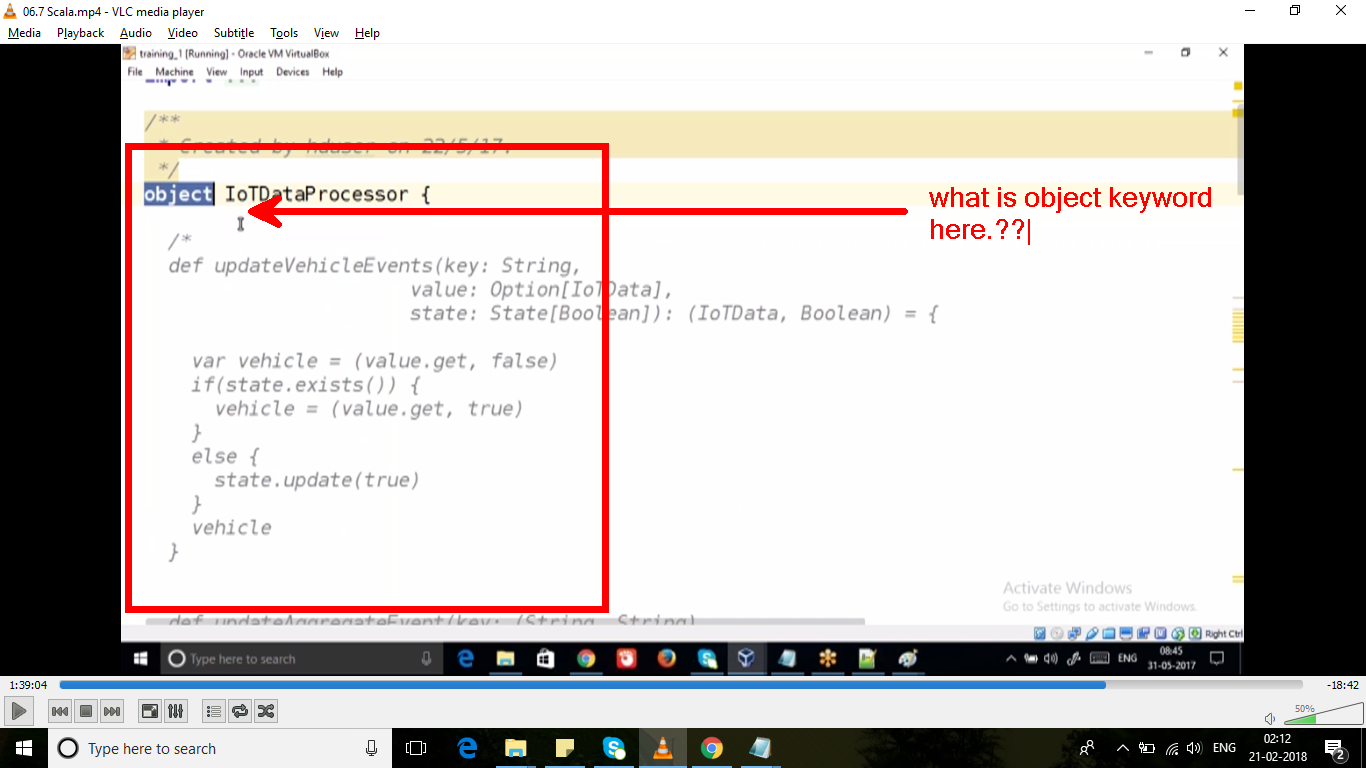 06.7 Scala.mp4 - VLC media player
Media Playback Audio Video Subtitle Tools View Help
training_1 [Running] - Oracle VM VirtualBox
File Machine View Input Devices Help
import ...
/**
* Created by hduser on 22/5/17.
*/
object IoTDataProcessor {
what is object keyword
here.??|
/*
def updateVehicleEvents(key: String,
value: Option[IoTData],
state: State[Boolean]): (IoTData, Boolean) = {
var vehicle = (value.get, false)
if(state.exists()) {
vehicle = (value.get, true)
}
else {
state.update(true)
}
vehicle
}
Activate Windows
Go to Settings to activate Windows.
def updateAggregateEvent(key: (String, String)
Right Ctrl
Type here to search
ENG
08:45
31-05-2017
1:39:04
-18:42
50%
Type here to search
ENG
02:12
21-02-2018
2